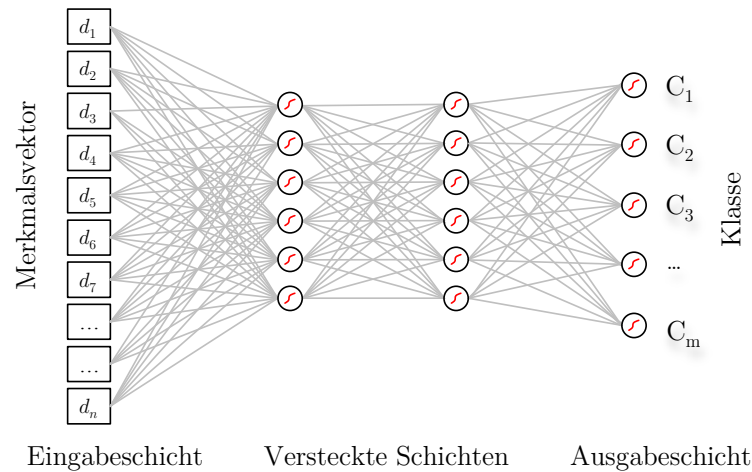 Merkmalsvektor
d1
d2
d3
d4
d5
d6
d7
...
...
dn
C1
C2
C3
...
Cm
Klasse
Eingabeschicht
Versteckte Schichten
Ausgabeschicht